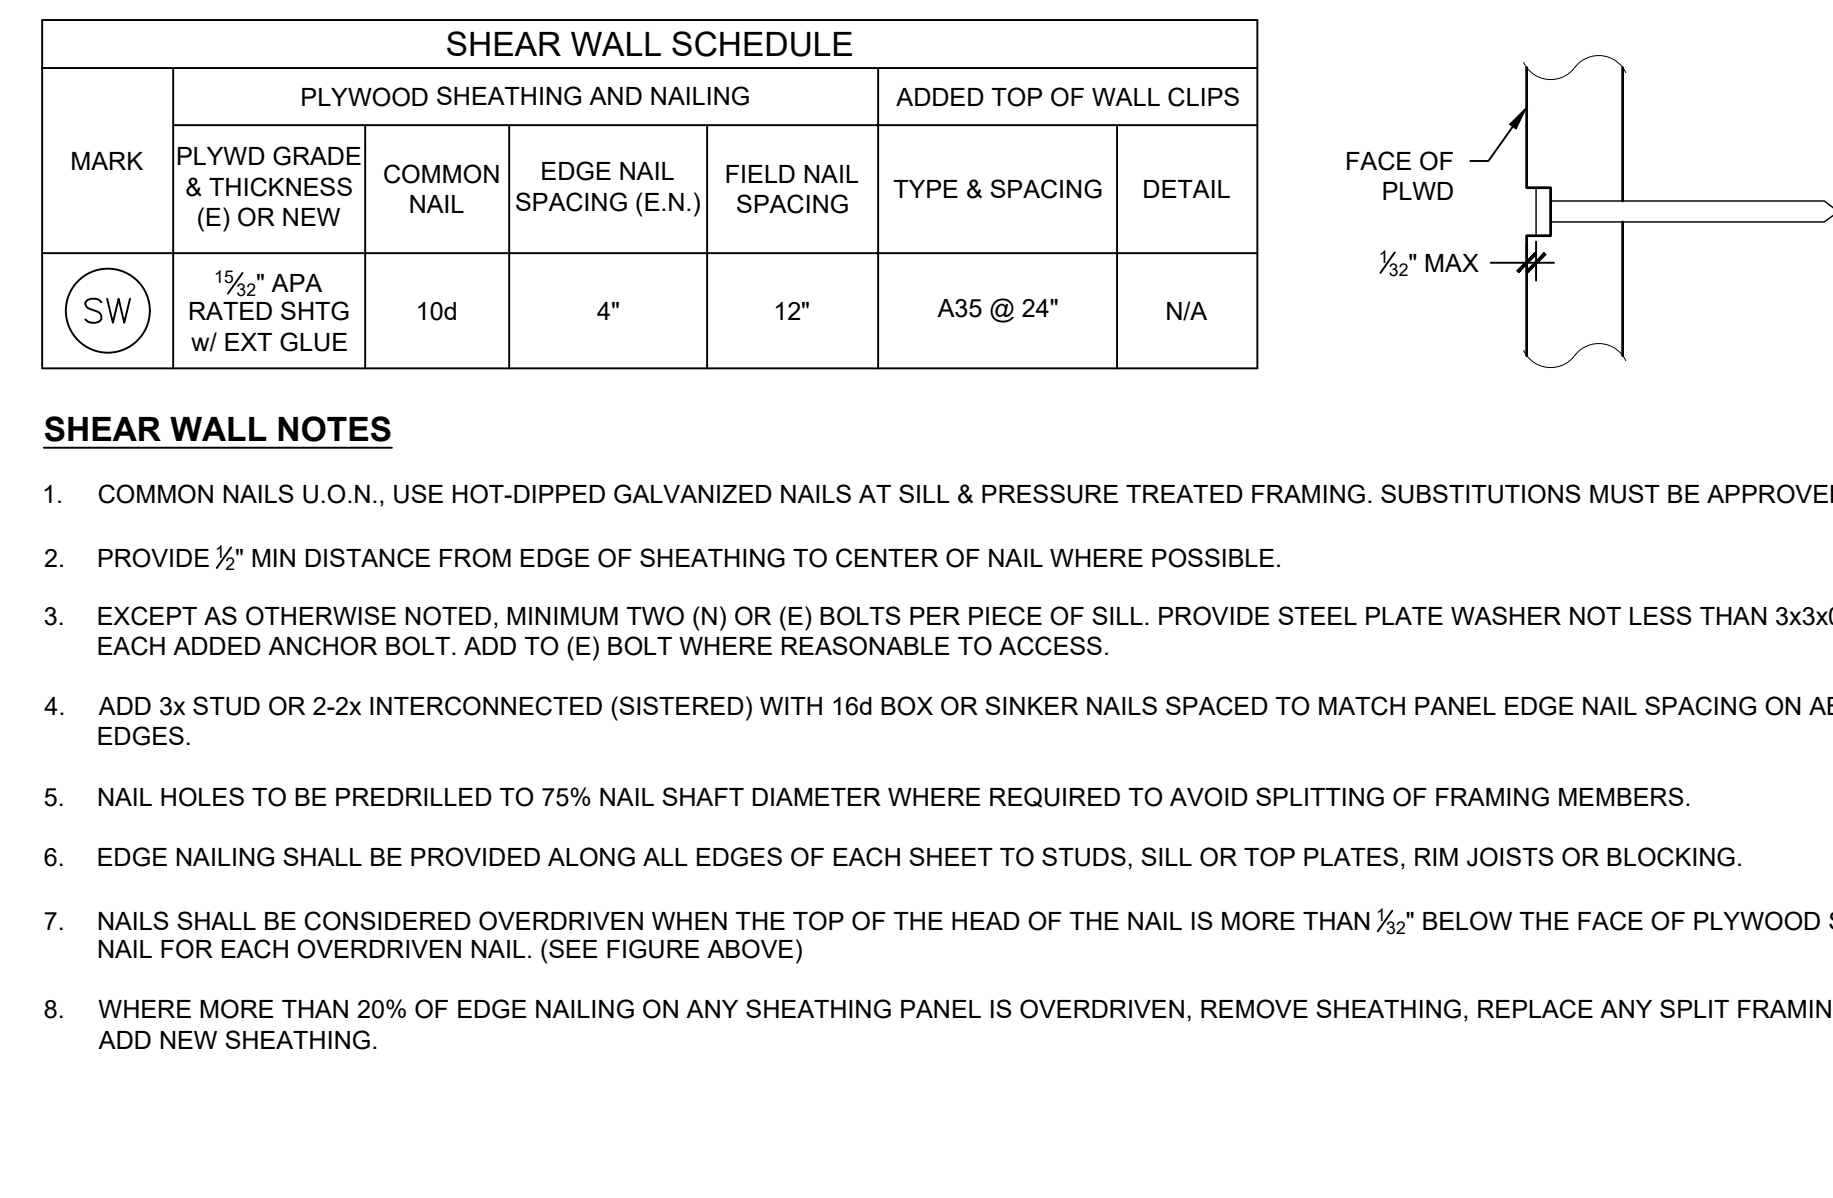 SHEAR WALL SCHEDULE
PLYWOOD SHEATHING AND NAILING
ADDED TOP OF WALL CLIPS
MARK
PLYWD GRADE
& THICKNESS
(E) OR NEW
COMMON
NAIL
EDGE NAIL
SPACING (E.N.)
FIELD NAIL
SPACING
TYPE & SPACING
DETAIL
SW
15/32" APA
RATED SHTG
w/ EXT GLUE
10d
4"
12"
A35 @ 24"
N/A
FACE OF
PLWD
1/32" MAX
SHEAR WALL NOTES
1. COMMON NAILS U.O.N., USE HOT-DIPPED GALVANIZED NAILS AT SILL & PRESSURE TREATED FRAMING. SUBSTITUTIONS MUST BE
2. PROVIDE 1/2" MIN DISTANCE FROM EDGE OF SHEATHING TO CENTER OF NAIL WHERE POSSIBLE.
3. EXCEPT AS OTHERWISE NOTED, MINIMUM TWO (N) OR (E) BOLTS PER PIECE OF SILL. PROVIDE STEEL PLATE WASHER NOT LESS THAN
EACH ADDED ANCHOR BOLT. ADD TO (E) BOLT WHERE REASONABLE TO ACCESS.
4. ADD 3x STUD OR 2-2x INTERCONNECTED (SISTERED) WITH 16d BOX OR SINKER NAILS SPACED TO MATCH PANEL EDGE NAIL SPACING ON
EDGES.
5. NAIL HOLES TO BE PREDRILLED TO 75% NAIL SHAFT DIAMETER WHERE REQUIRED TO AVOID SPLITTING OF FRAMING MEMBERS.
6. EDGE NAILING SHALL BE PROVIDED ALONG ALL EDGES OF EACH SHEET TO STUDS, SILL OR TOP PLATES, RIM JOISTS OR BLOCKING.
7. NAILS SHALL BE CONSIDERED OVERDRIVEN WHEN THE TOP OF THE HEAD OF THE NAIL IS MORE THAN 1/32" BELOW THE FACE OF PLYWOOD
NAIL FOR EACH OVERDRIVEN NAIL. (SEE FIGURE ABOVE)
8. WHERE MORE THAN 20% OF EDGE NAILING ON ANY SHEATHING PANEL IS OVERDRIVEN, REMOVE SHEATHING, REPLACE ANY SPLIT
ADD NEW SHEATHING.